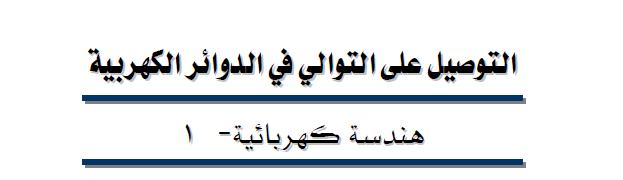 التوصيل على التوالي في الدوائر الكهربية
هندسة كهربائية- ١